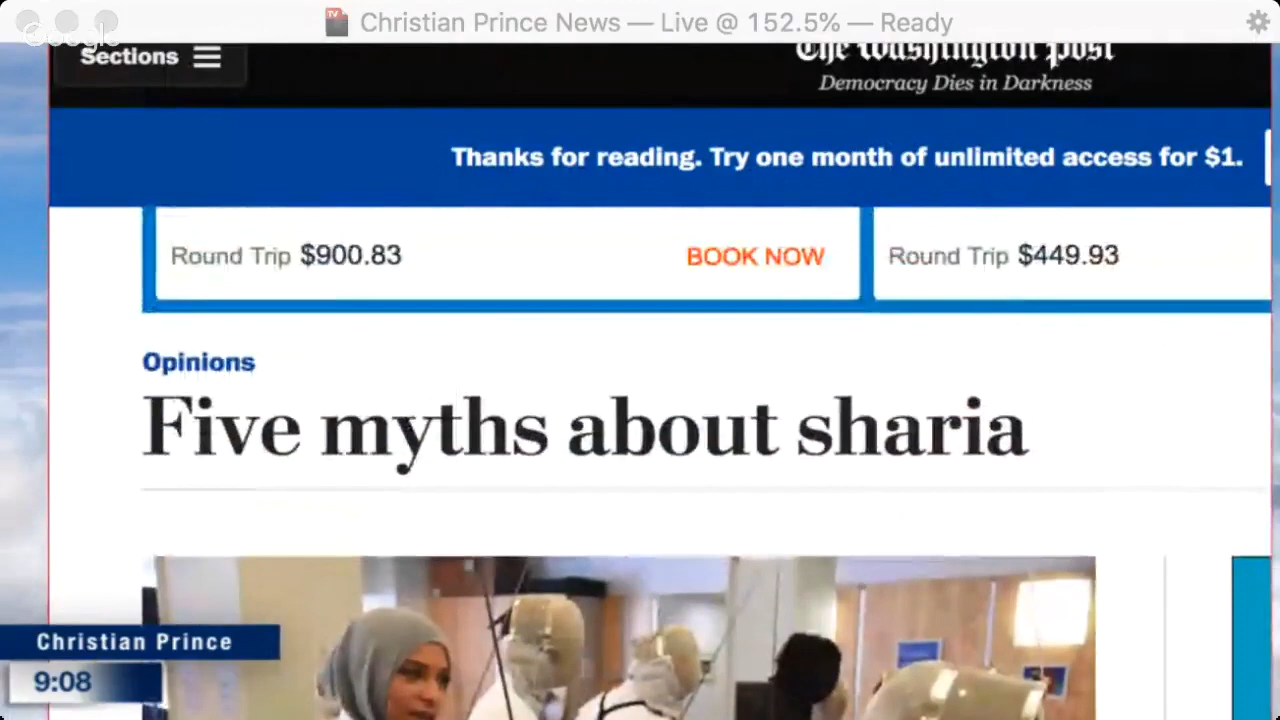 Christian Prince News — Live @ 152.5% — Ready
Google
Sections
The Washington Post
Democracy Dies in Darkness
Thanks for reading. Try one month of unlimited access for $1.
Round Trip $900.83 BOOK NOW Round Trip $449.93
Opinions
Five myths about sharia
Christian Prince
9:08